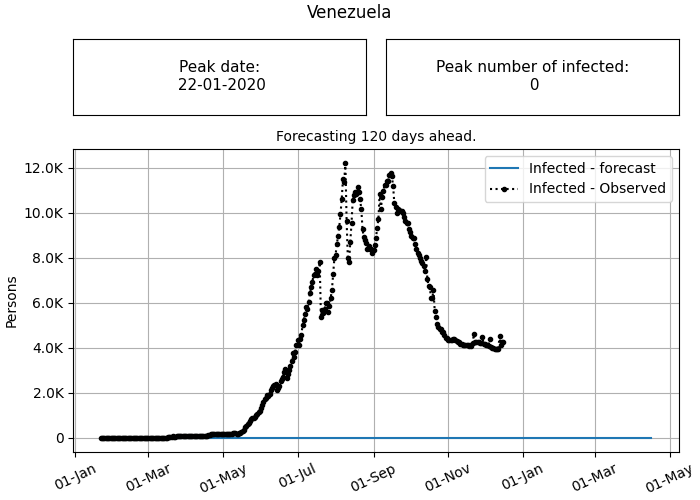 Venezuela
Peak date:
22-01-2020
Peak number of infected:
0
Forecasting 120 days ahead.
Infected - forecast
Infected - Observed
12.0K
10.0K
8.0K
6.0K
4.0K
2.0K
0
Persons
01-Jan 01-Mar 01-May 01-Jul 01-Sep 01-Nov 01-Jan 01-Mar 01-May